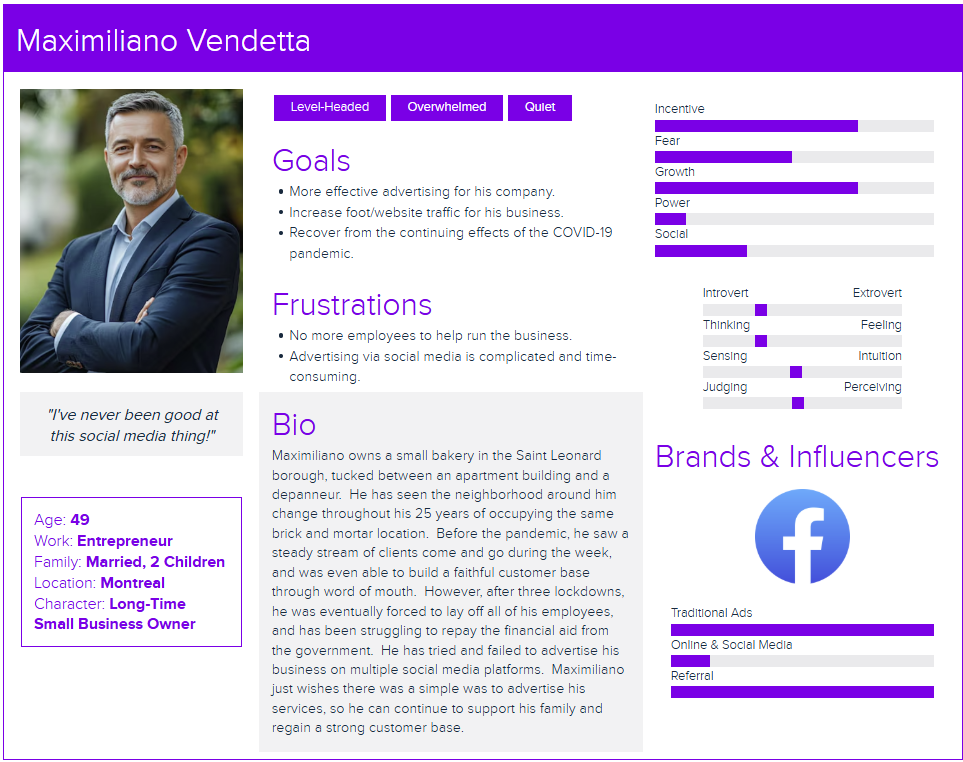 Maximiliano Vendetta
Level-Headed
Overwhelmed
Quiet
Goals
• More effective advertising for his company.
• Increase foot/website traffic for his business.
• Recover from the continuing effects of the COVID-19
pandemic.
Frustrations
• No more employees to help run the business.
• Advertising via social media is complicated and time-
consuming.
"I've never been good at
this social media thing!"
Age: 49
Work: Entrepreneur
Family: Married, 2 Children
Location: Montreal
Character: Long-Time
Small Business Owner
Bio
Maximiliano owns a small bakery in the Saint Leonard
borough, tucked between an apartment building and a
depanneur.  He has seen the neighborhood around him
change throughout his 25 years of occupying the same
brick and mortar location.  Before the pandemic, he saw a
steady stream of clients come and go during the week,
and was even able to build a faithful customer base
through word of mouth.  However, after three lockdowns,
he was eventually forced to lay off all of his employees,
and has been struggling to repay the financial aid from
the government.  He has tried and failed to advertise his
business on multiple social media platforms.  Maximiliano
just wishes there was a simple was to advertise his
services, so he can continue to support his family and
regain a strong customer base.
Incentive
Fear
Growth
Power
Social
Introvert Extrovert
Thinking Feeling
Sensing Intuition
Judging Perceiving
Brands & Influencers
f
Traditional Ads
Online & Social Media
Referral